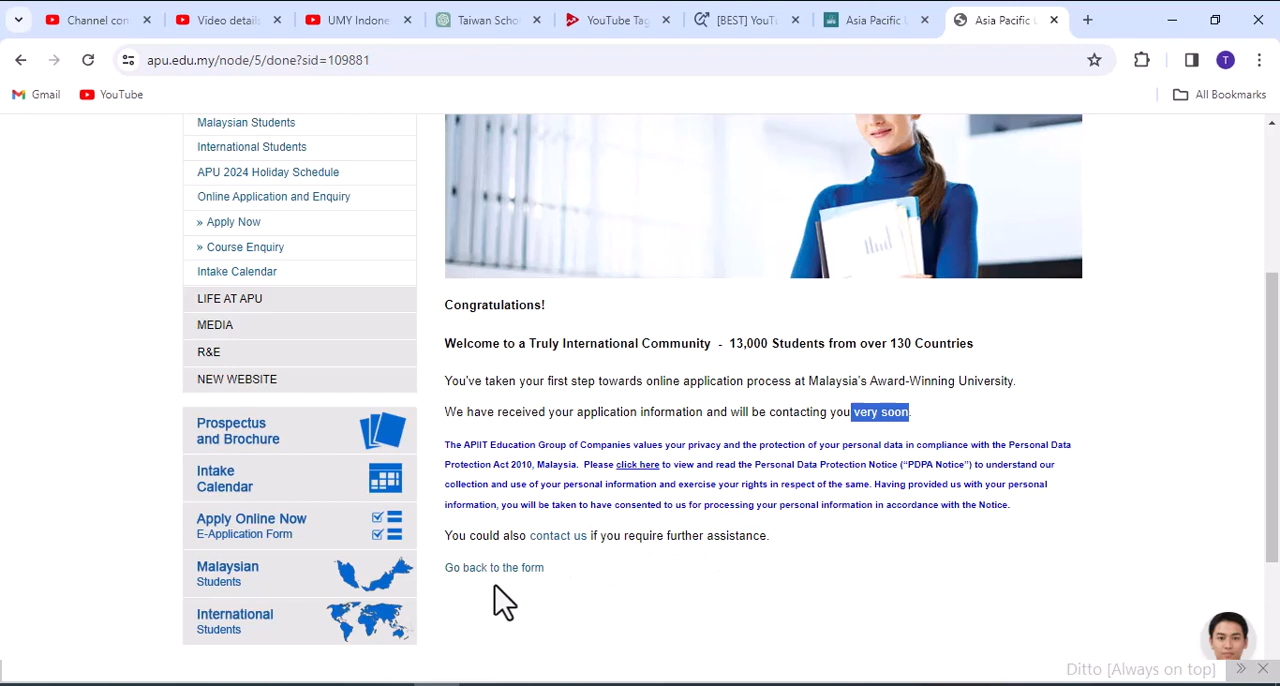 Channel con
Video details
UMY Indone
Taiwan Scho
YouTube Tag
[BEST] YouTu
Asia Pacific U
Asia Pacific U
apu.edu.my/node/5/done?sid=109881
T
Gmail
YouTube
All Bookmarks
Malaysian Students
International Students
APU 2024 Holiday Schedule
Online Application and Enquiry
» Apply Now
» Course Enquiry
Intake Calendar
LIFE AT APU
MEDIA
R&E
NEW WEBSITE
Prospectus
and Brochure
Intake
Calendar
Apply Online Now
E-Application Form
Malaysian
Students
International
Students
Congratulations!
Welcome to a Truly International Community - 13,000 Students from over 130 Countries
You've taken your first step towards online application process at Malaysia's Award-Winning University.
We have received your application information and will be contacting you very soon.
The APIIT Education Group of Companies values your privacy and the protection of your personal data in compliance with the Personal Data
Protection Act 2010, Malaysia. Please click here to view and read the Personal Data Protection Notice (“PDPA Notice”) to understand our
collection and use of your personal information and exercise your rights in respect of the same. Having provided us with your personal
information, you will be taken to have consented to us for processing your personal information in accordance with the Notice.
You could also contact us if you require further assistance.
Go back to the form
Ditto [Always on top]